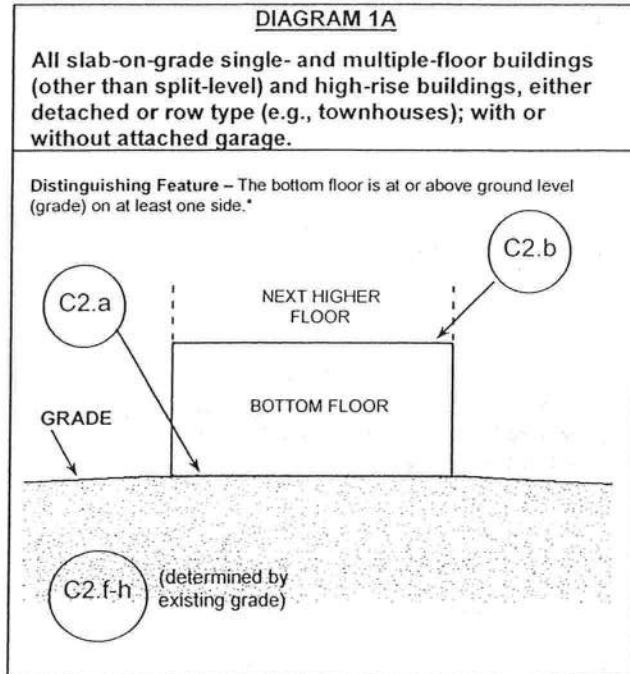 DIAGRAM 1A
All slab-on-grade single- and multiple-floor buildings
(other than split-level) and high-rise buildings, either
detached or row type (e.g., townhouses); with or
without attached garage.
Distinguishing Feature – The bottom floor is at or above ground level
(grade) on at least one side.*
C2.b
C2.a
NEXT HIGHER
FLOOR
BOTTOM FLOOR
GRADE
C2.f-h
(determined by
existing grade)